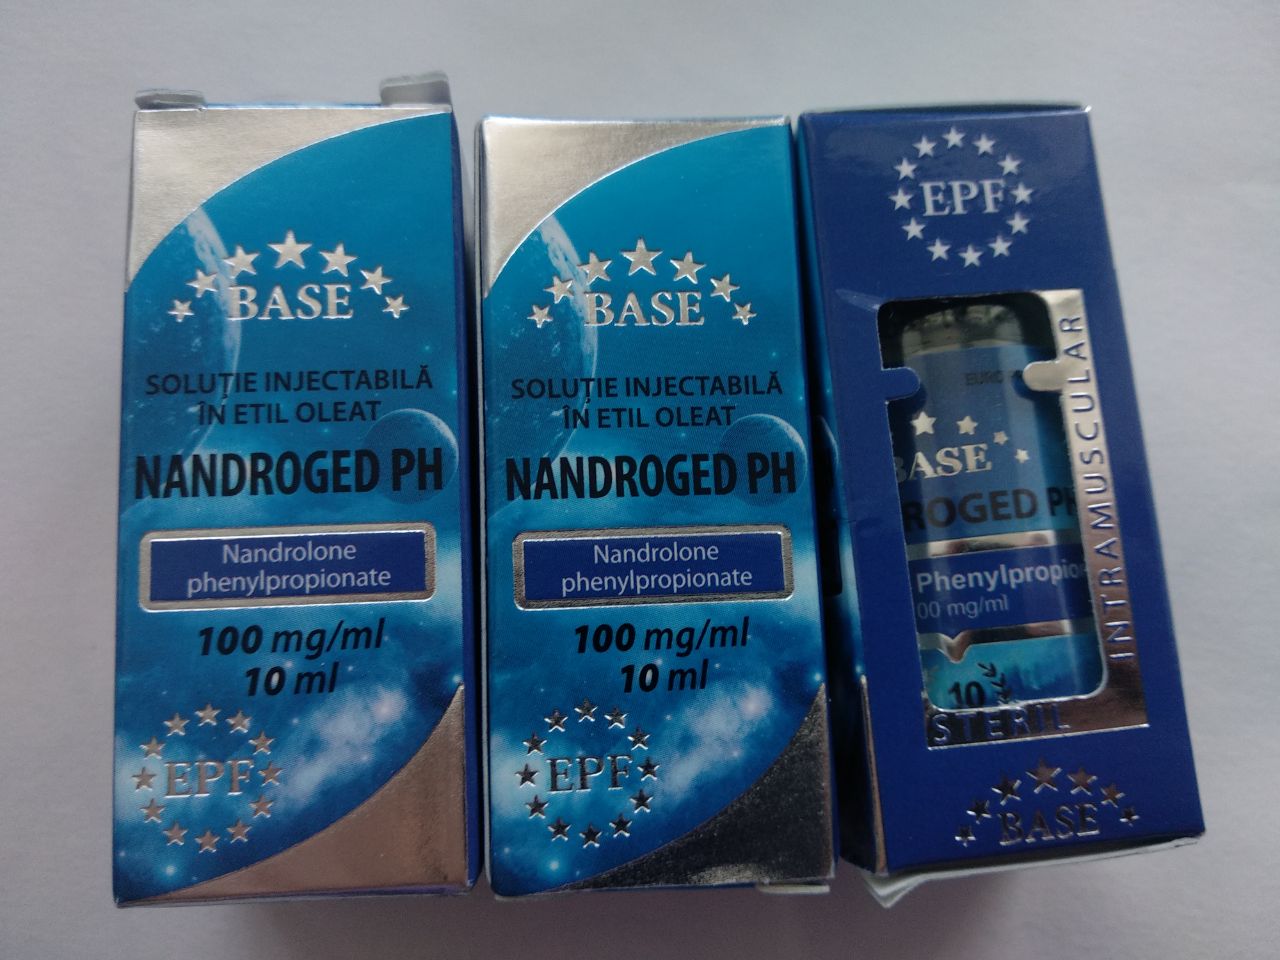 BASE
SOLUȚIE INJECTABILĂ
ÎN ETIL OLEAT
NANDROGED PH
Nandrolone
phenylpropionate
100 mg/ml
10 ml
EPF
BASE
SOLUȚIE INJECTABILĂ
ÎN ETIL OLEAT
NANDROGED PH
Nandrolone
phenylpropionate
100 mg/ml
10 ml
EPF
EPF
EURO
BASE
ROGED PH
Phenylpropio
00 mg/ml
10
INTRAMUSCULAR
STERIL
BASE